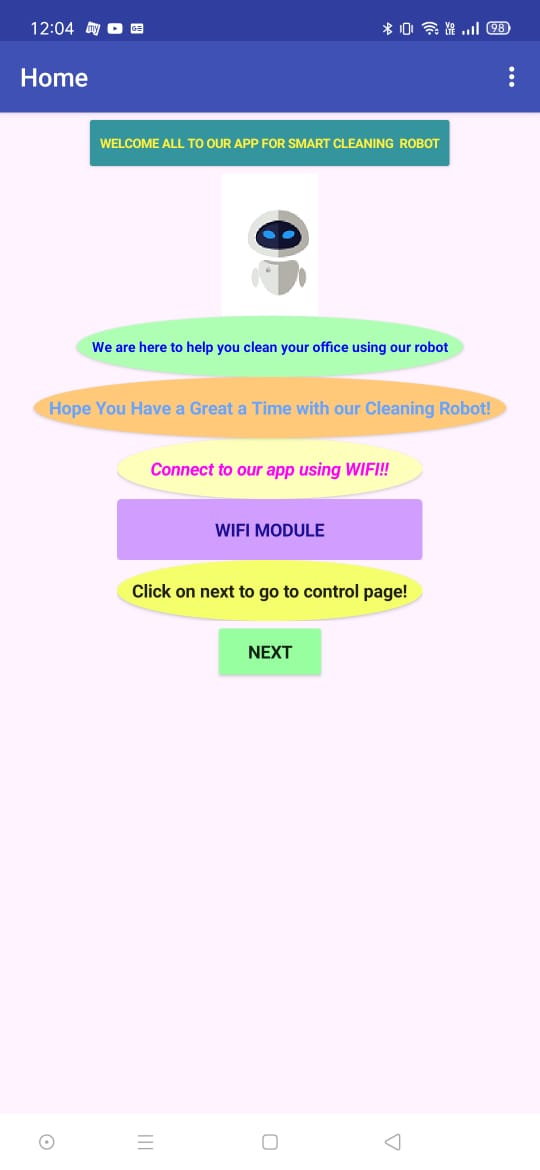 12:04
98
Home
WELCOME ALL TO OUR APP FOR SMART CLEANING ROBOT
We are here to help you clean your office using our robot
Hope You Have a Great a Time with our Cleaning Robot!
Connect to our app using WIFI!!
WIFI MODULE
Click on next to go to control page!
NEXT